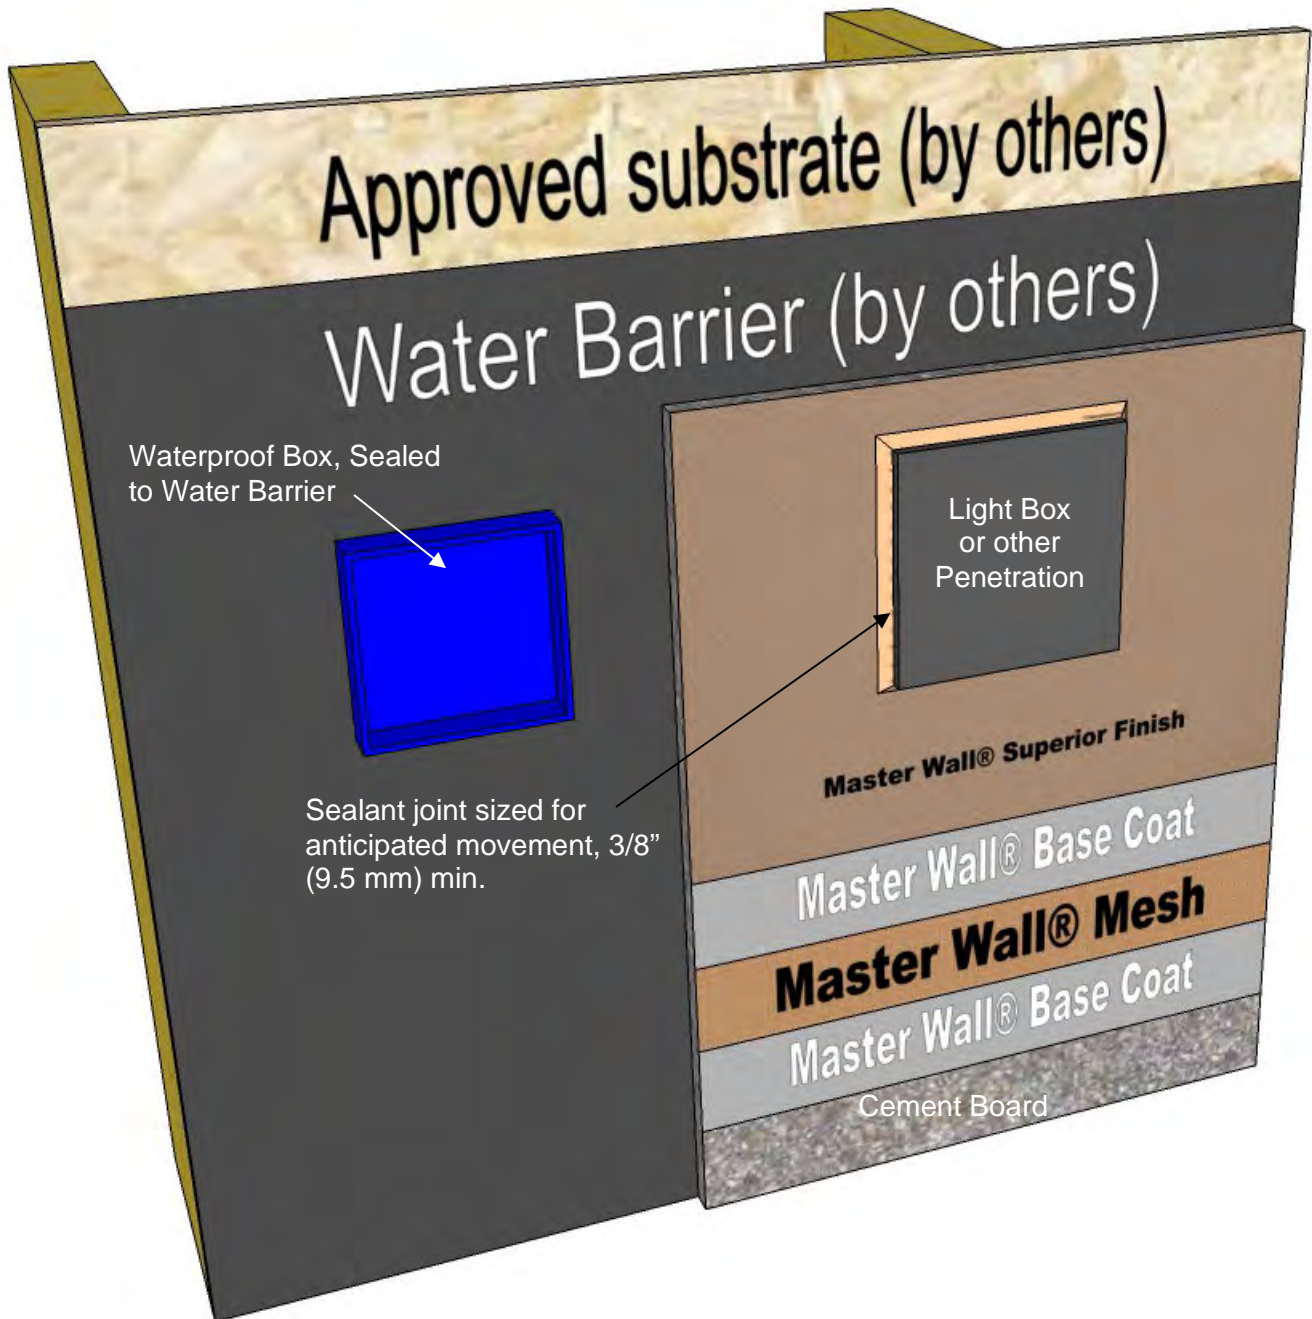 Approved substrate (by others)
Water Barrier (by others)
Waterproof Box, Sealed
to Water Barrier
Light Box
or other
Penetration
Sealant joint sized for
anticipated movement, 3/8”
(9.5 mm) min.
Master Wall® Superior Finish
Master Wall® Base Coat
Master Wall® Mesh
Master Wall® Base Coat
Cement Board